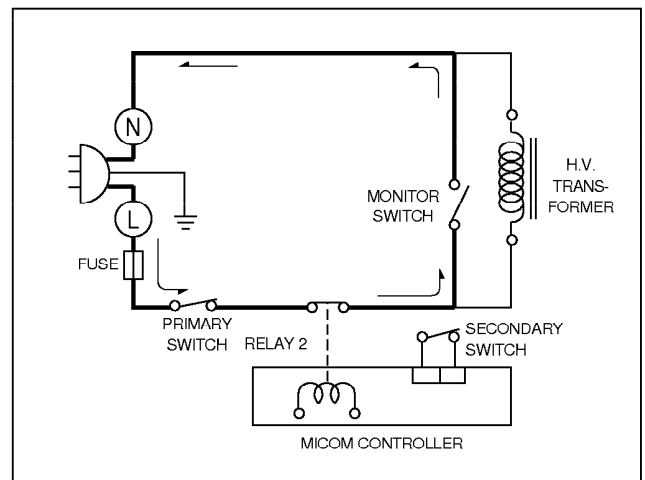 N
H.V.
TRANS-
FORMER
MONITOR
SWITCH
L
FUSE
PRIMARY
SWITCH
RELAY 2
SECONDARY
SWITCH
MICOM CONTROLLER